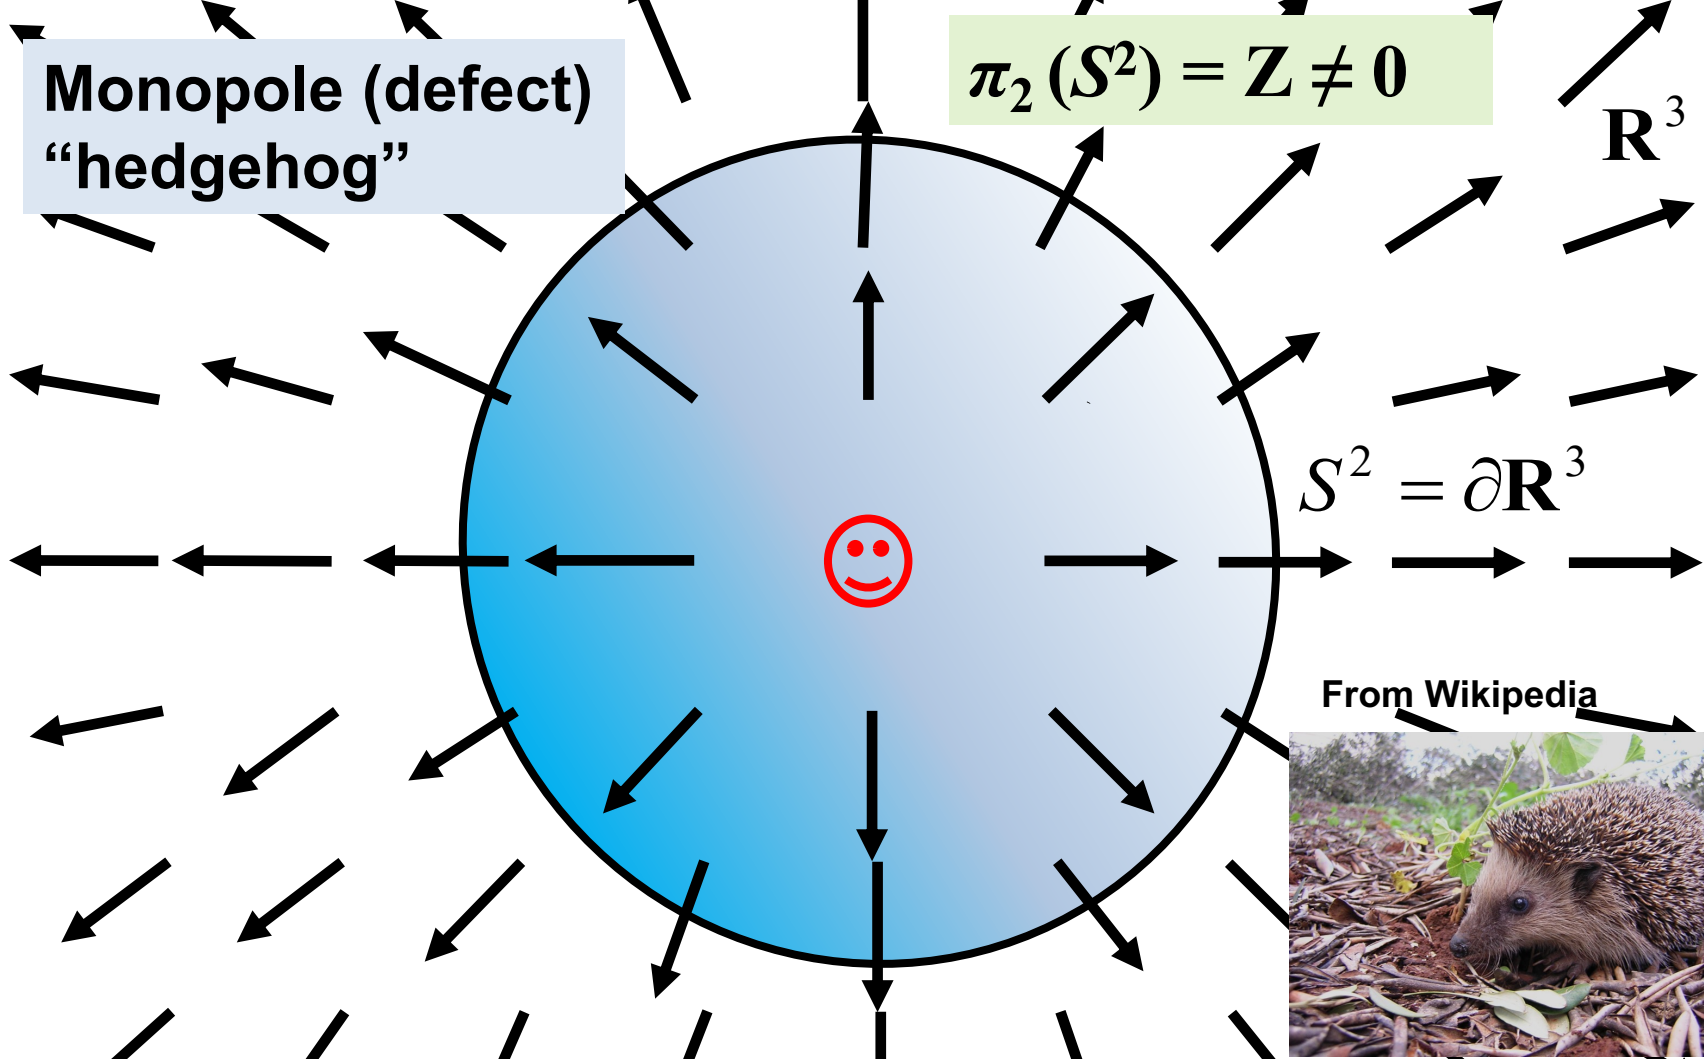 Monopole (defect)
“hedgehog”
π₂ (S²) = Z ≠ 0
R³
S² = ∂R³
From Wikipedia